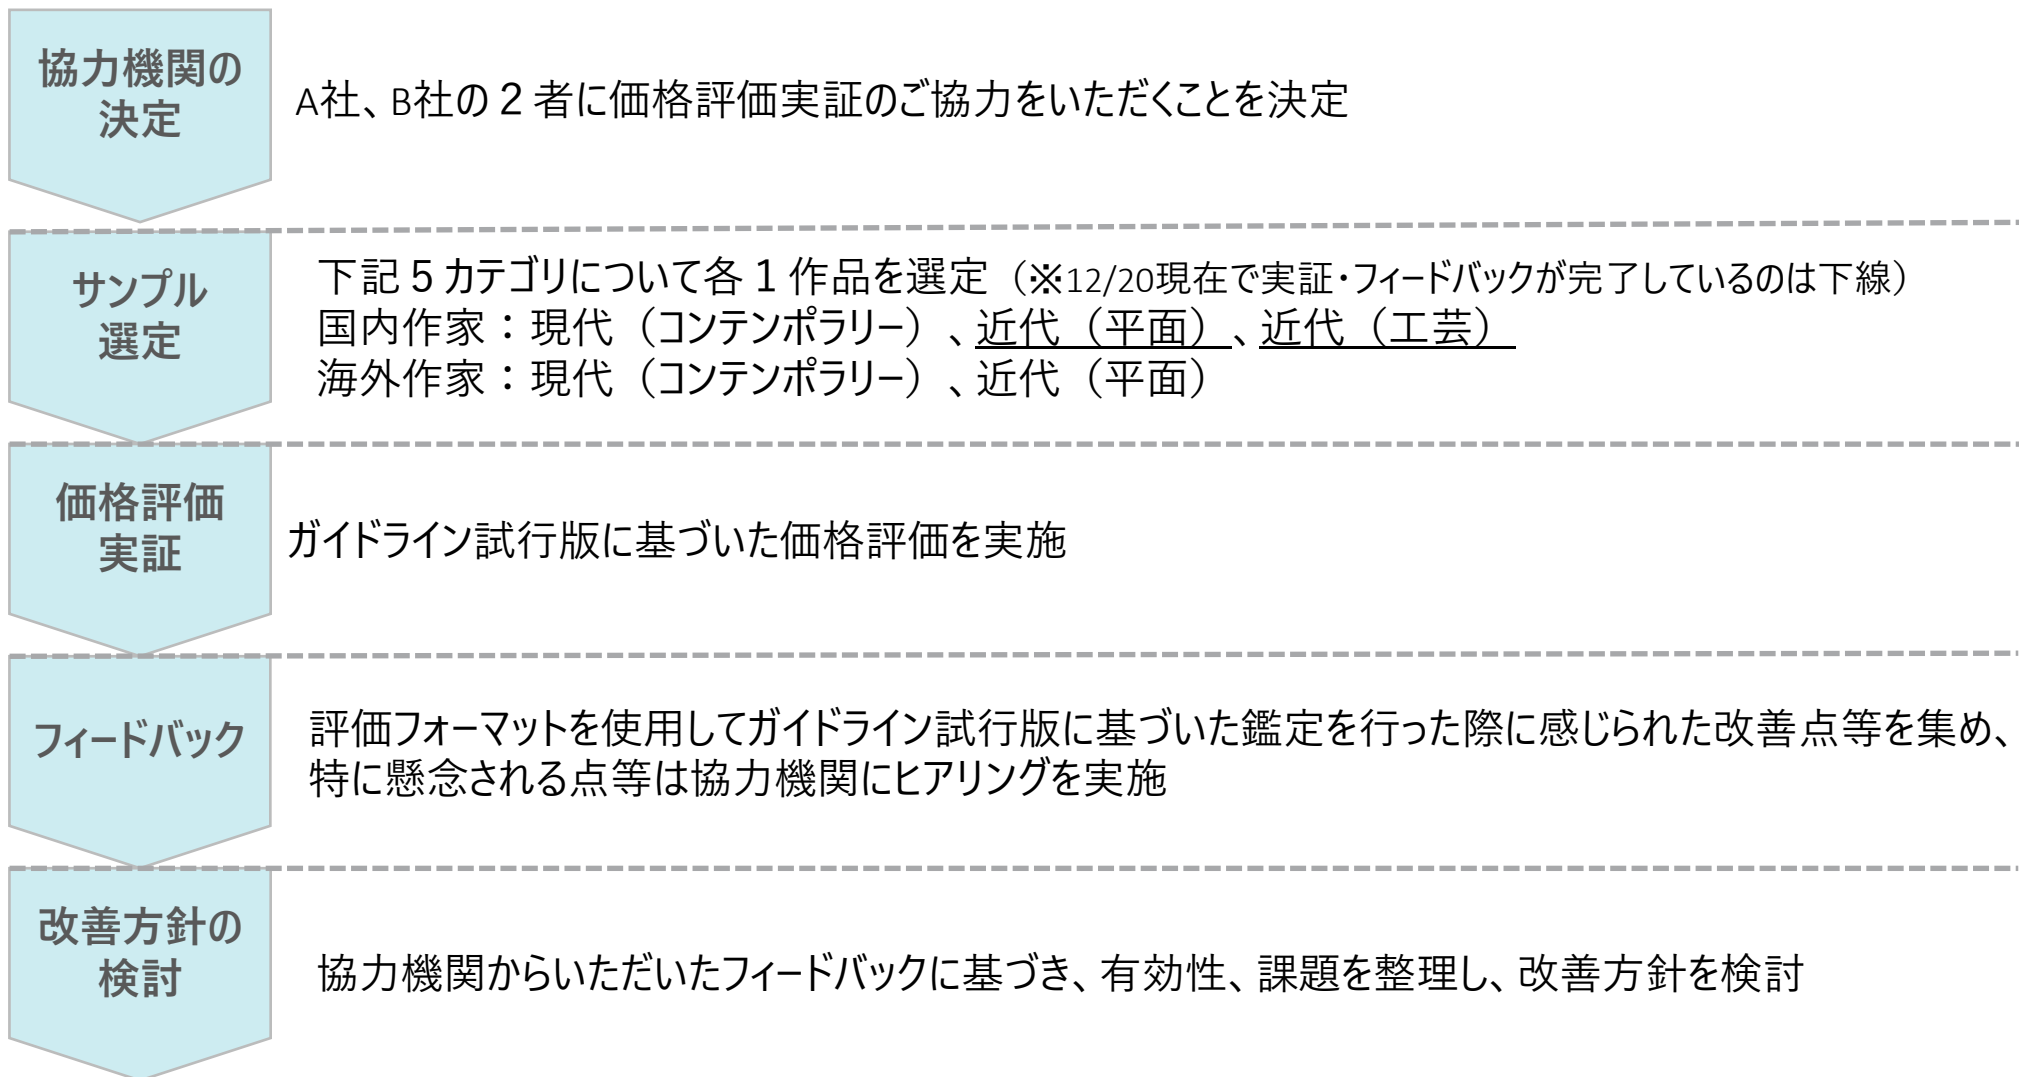 協力機関の
決定
A社、B社の２者に価格評価実証のご協力をいただくことを決定
サンプル
選定
下記５カテゴリについて各１作品を選定（※12/20現在で実証・フィードバックが完了しているのは下線）
国内作家：現代（コンテンポラリー）、近代（平面）、近代（工芸）
海外作家：現代（コンテンポラリー）、近代（平面）
価格評価
実証
ガイドライン試行版に基づいた価格評価を実施
フィードバック
評価フォーマットを使用してガイドライン試行版に基づいた鑑定を行った際に感じられた改善点等を集め、
特に懸念される点等は協力機関にヒアリングを実施
改善方針の
検討
協力機関からいただいたフィードバックに基づき、有効性、課題を整理し、改善方針を検討